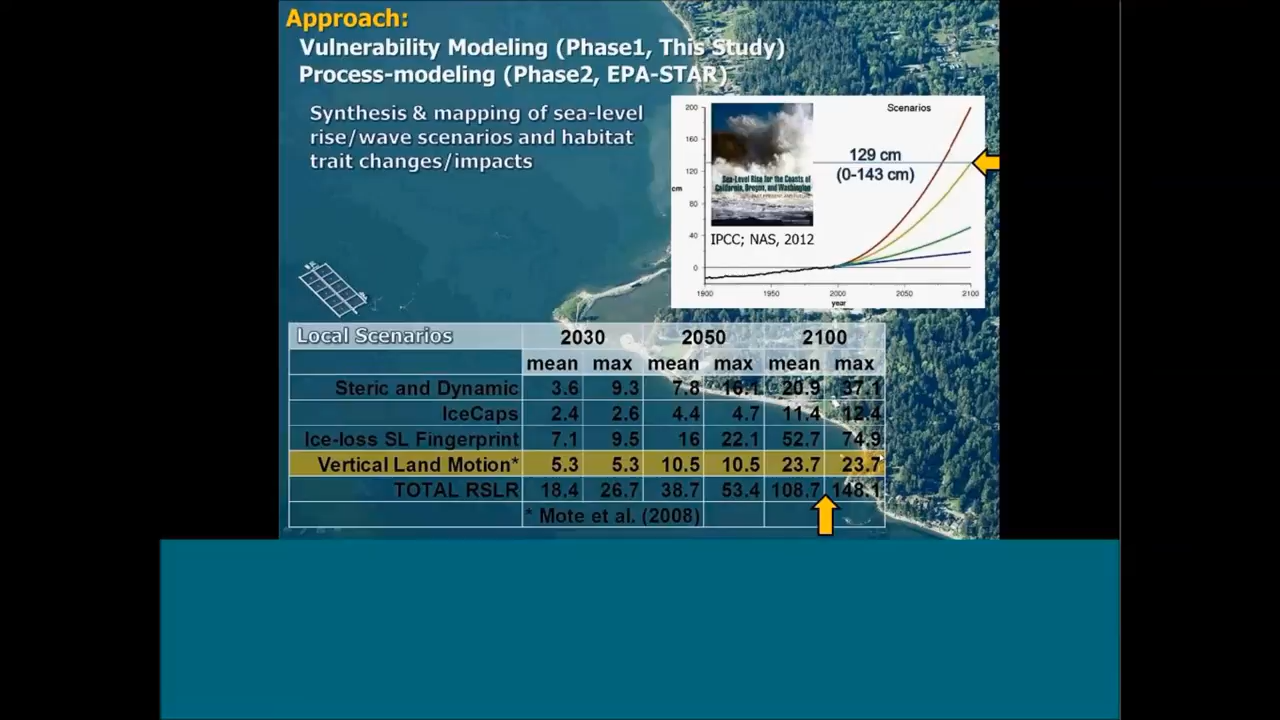 Approach:
Vulnerability Modeling (Phase1, This Study)
Process-modeling (Phase2, EPA-STAR)
Synthesis & mapping of sea-level
rise/wave scenarios and habitat
trait changes/impacts
Scenarios
200
160
120
80
40
0
cm
129 cm
(0-143 cm)
Sea-Level Rise for the Coasts of
California, Oregon, and Washington
IPCC; NAS, 2012
1900 1950 2000 2050 2100
year
Local Scenarios 2030 2050 2100
mean max mean max mean max
Steric and Dynamic 3.6 9.3 7.8 16.1 20.9 37.1
IceCaps 2.4 2.6 4.4 4.7 11.4 12.4
Ice-loss SL Fingerprint 7.1 9.5 16 22.1 52.7 74.9
Vertical Land Motion* 5.3 5.3 10.5 10.5 23.7 23.7
TOTAL RSLR 18.4 26.7 38.7 53.4 108.7 148.1
* Mote et al. (2008)